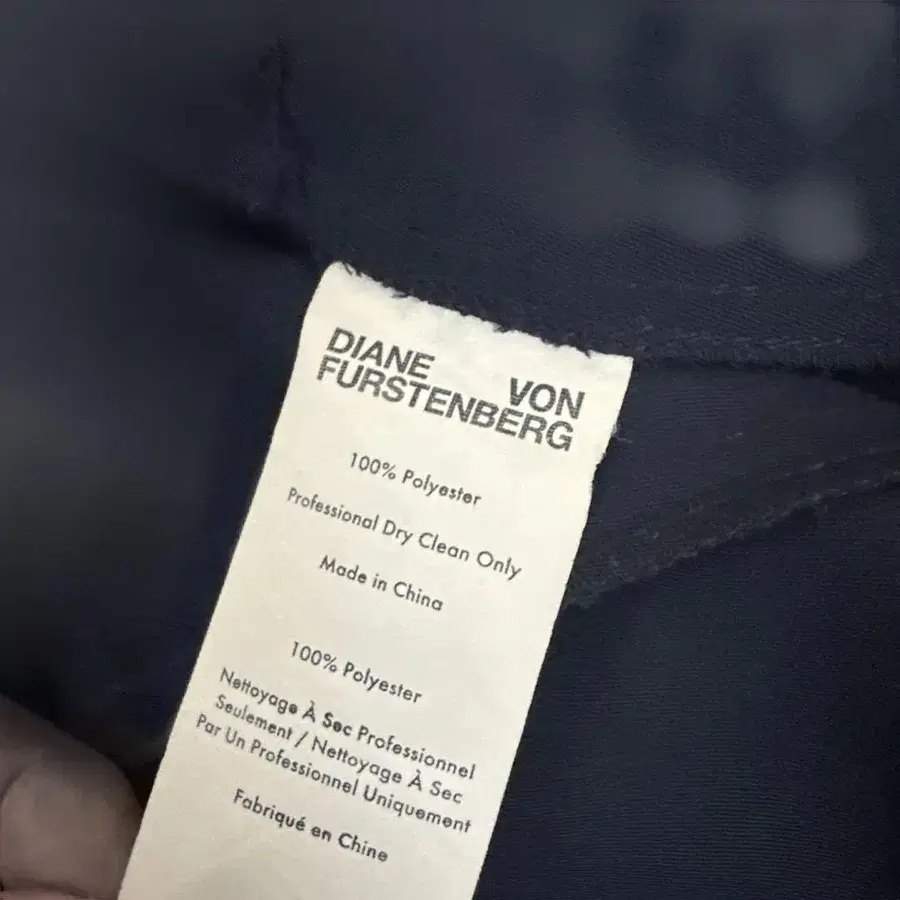 DIANE VON
FURSTENBERG
100% Polyester
Professional Dry Clean Only
Made in China
100% Polyester
Nettoyage À Sec Professionnel
Seulement / Nettoyage À Sec
Par Un Professionnel Uniquement
Fabriqué en Chine